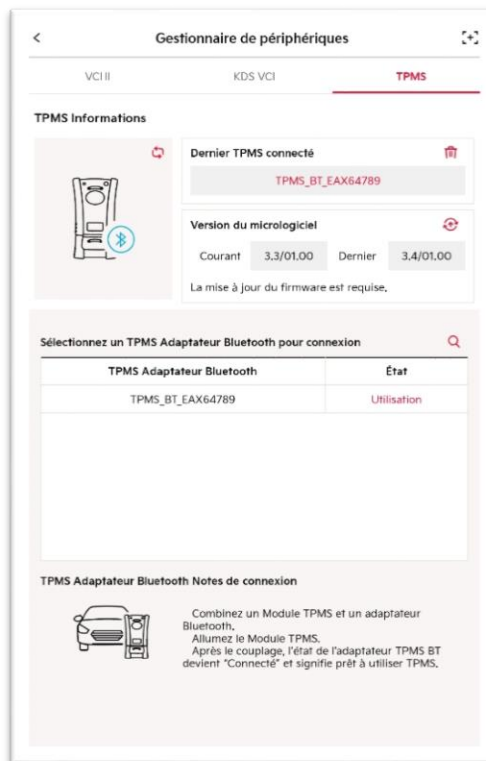 Gestionnaire de périphériques
VCI II KDS VCI TPMS
TPMS Informations
Dernier TPMS connecté
TPMS_BT_EAX64789
Version du micrologiciel
Courant 3.3/01.00 Dernier 3.4/01.00
La mise à jour du firmware est requise.
Sélectionnez un TPMS Adaptateur Bluetooth pour connexion
TPMS Adaptateur Bluetooth État
TPMS_BT_EAX64789 Utilisation
TPMS Adaptateur Bluetooth Notes de connexion
Combinez un Module TPMS et un adaptateur
Bluetooth.
Allumez le Module TPMS.
Après le couplage, l'état de l'adaptateur TPMS BT
devient "Connecté" et signifie prêt à utiliser TPMS.